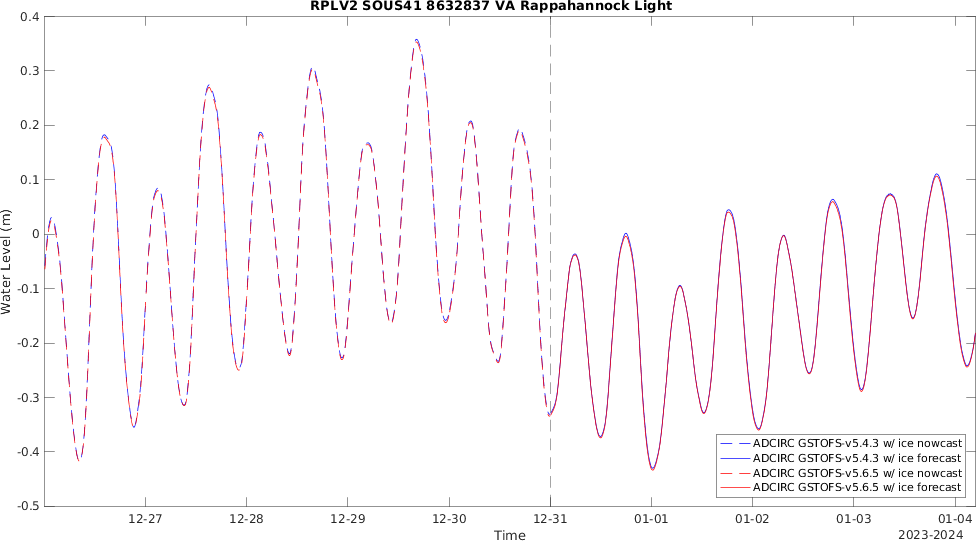 RPLV2 SOUS41 8632837 VA Rappahannock Light
0.4
0.3
0.2
0.1
0
-0.1
-0.2
-0.3
-0.4
-0.5
Water Level (m)
ADCIRC GSTOFS-v5.4.3 w/ ice nowcast
ADCIRC GSTOFS-v5.4.3 w/ ice forecast
ADCIRC GSTOFS-v5.6.5 w/ ice nowcast
ADCIRC GSTOFS-v5.6.5 w/ ice forecast
12-27 12-28 12-29 12-30 12-31 01-01 01-02 01-03 01-04
Time
2023-2024